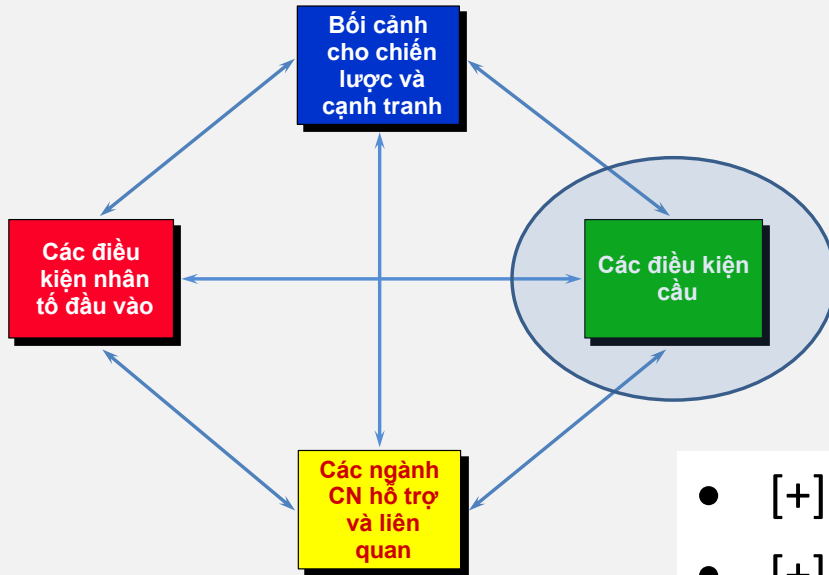 Bối cảnh
cho chiến
lược và
cạnh tranh
Các điều
kiện nhân
tố đầu vào
Các điều kiện
cầu
Các ngành
CN hỗ trợ
và liên
quan
• [+]
• [+]